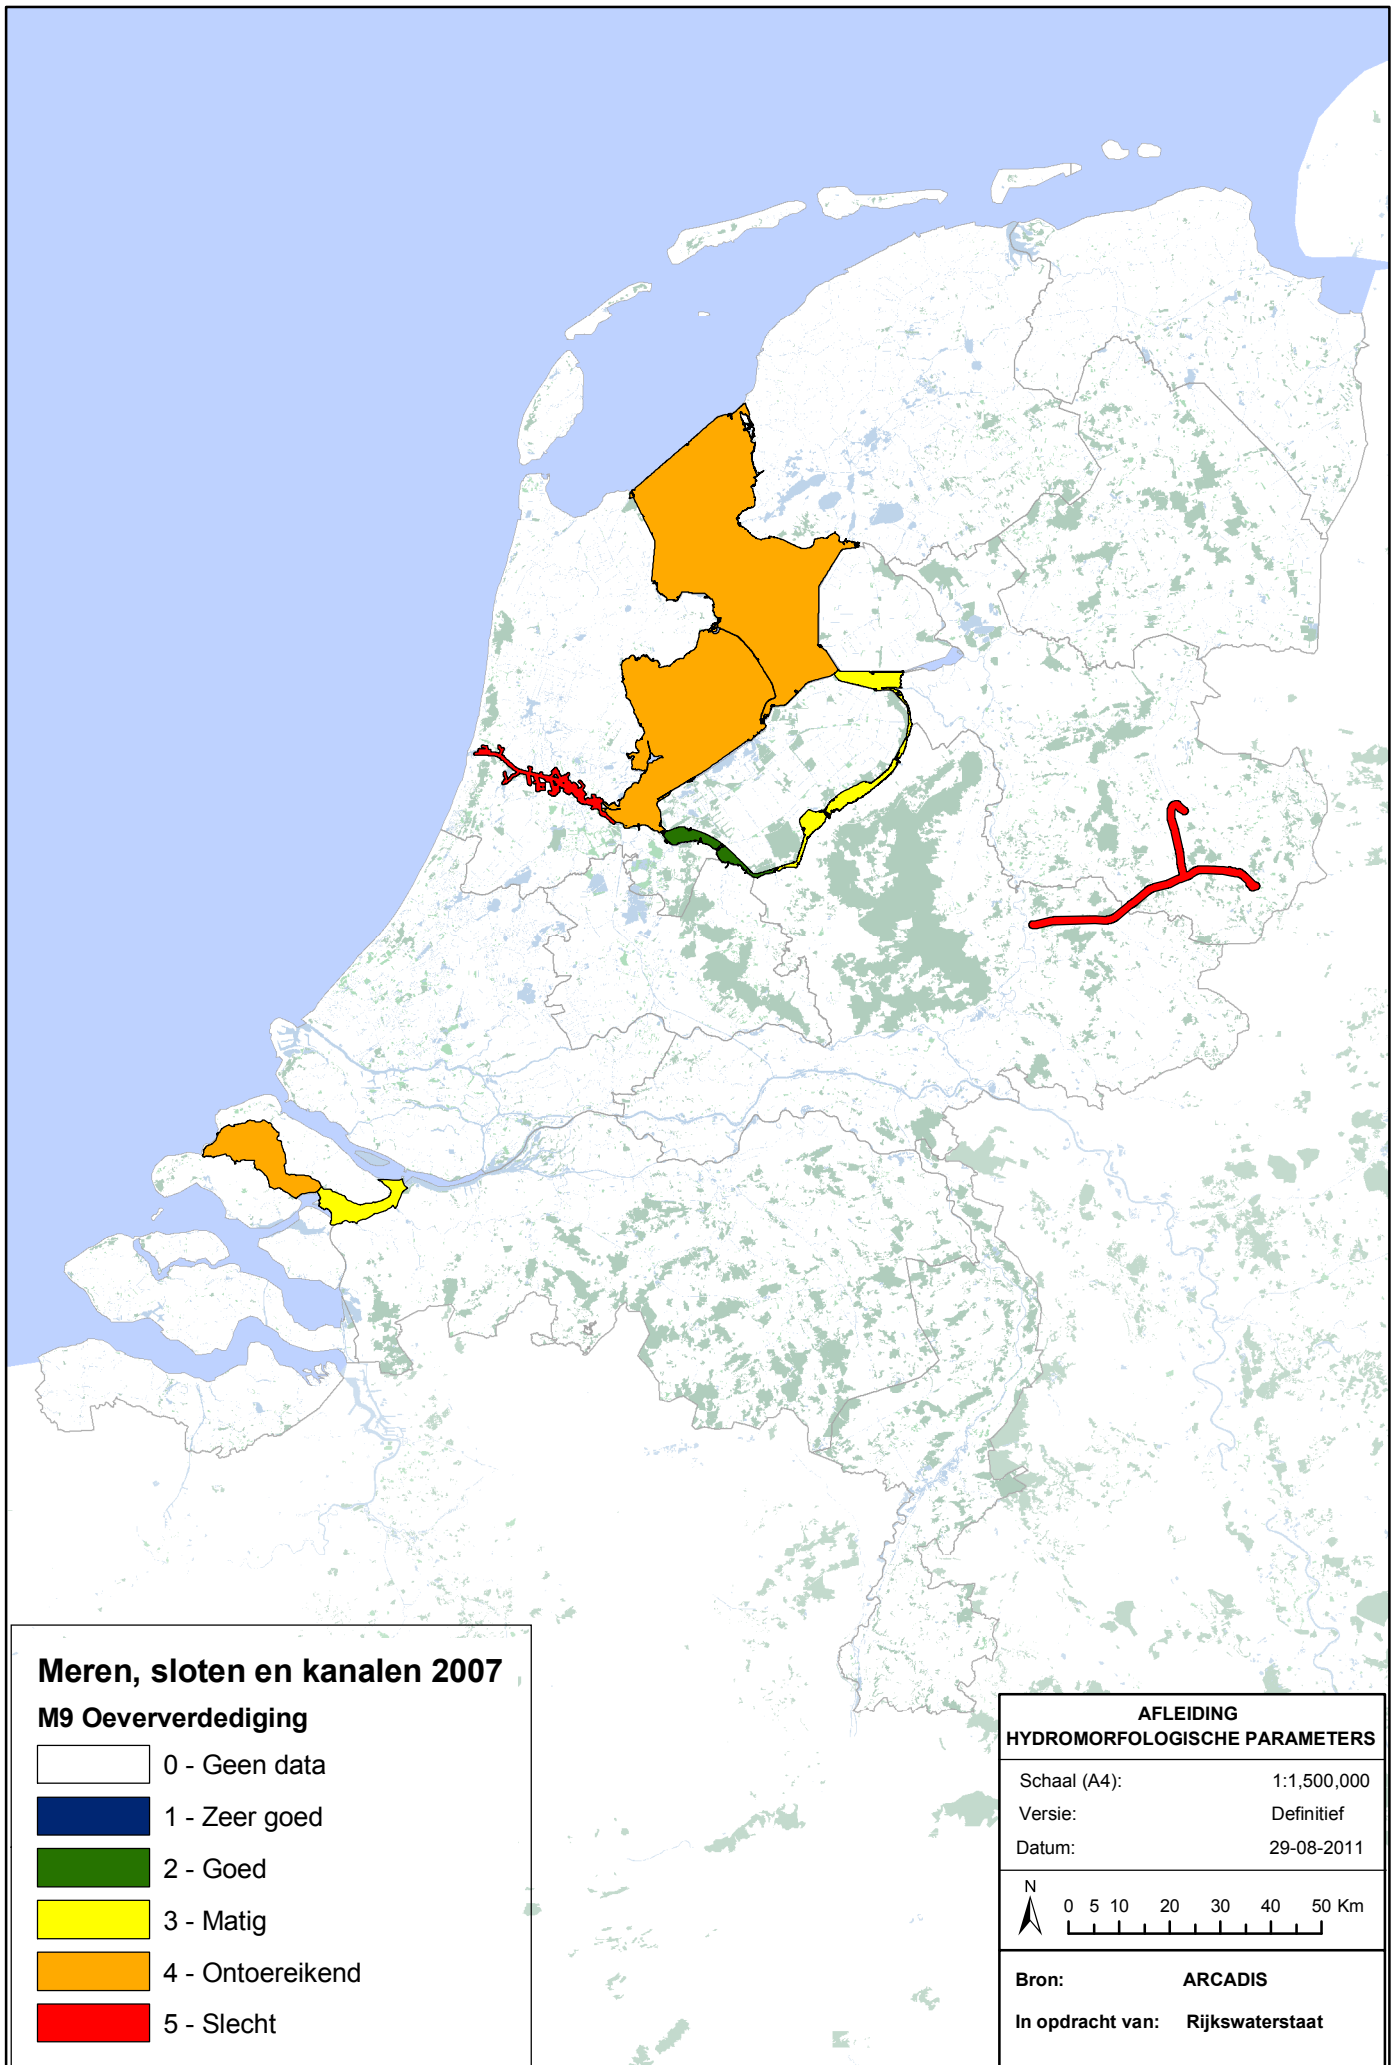 Meren, sloten en kanalen 2007
M9 Oeververdediging
0 - Geen data
1 - Zeer goed
2 - Goed
3 - Matig
4 - Ontoereikend
5 - Slecht
AFLEIDING
HYDROMORFOLOGISCHE PARAMETERS
Schaal (A4): 1:1,500,000
Versie: Definitief
Datum: 29-08-2011
N
0 5 10 20 30 40 50 Km
Bron: ARCADIS
In opdracht van: Rijkswaterstaat